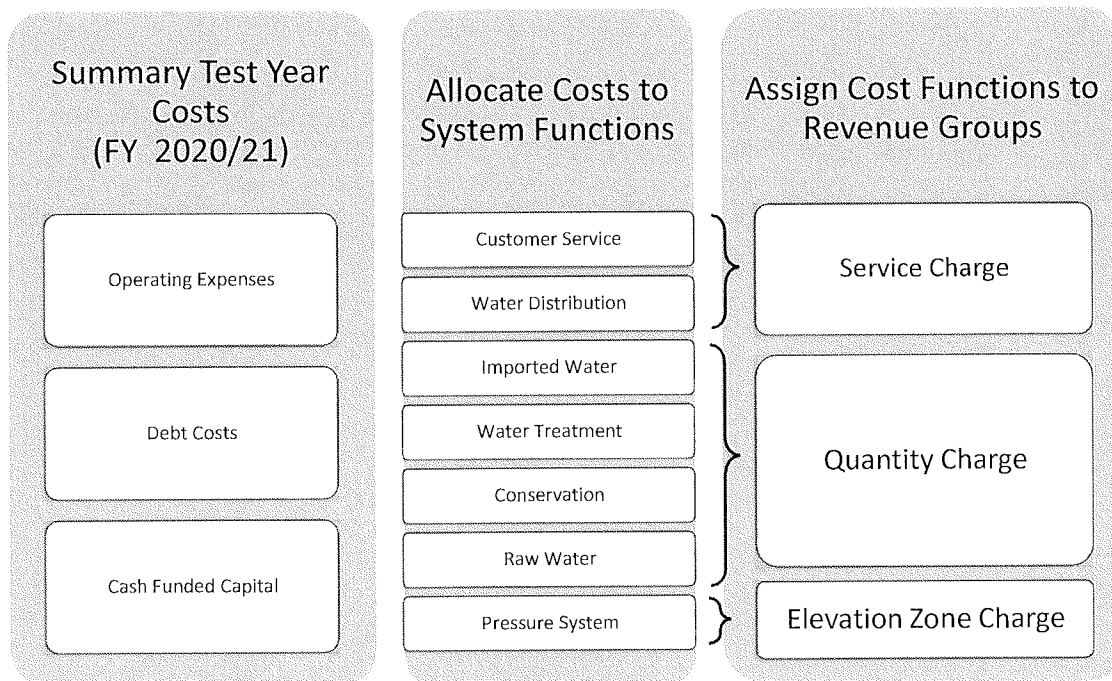 Summary Test Year
Costs
(FY 2020/21)
Operating Expenses
Debt Costs
Cash Funded Capital
Allocate Costs to
System Functions
Customer Service
Water Distribution
Imported Water
Water Treatment
Conservation
Raw Water
Pressure System
Assign Cost Functions to
Revenue Groups
Service Charge
Quantity Charge
Elevation Zone Charge